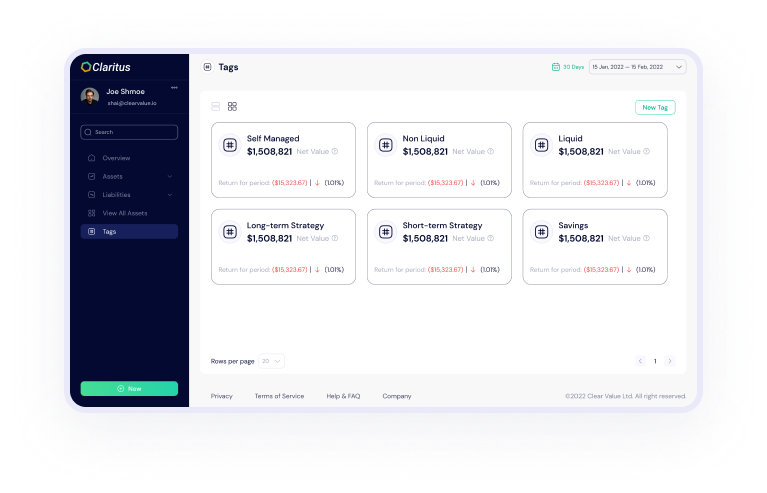 Claritus
Joe Shmoe
shai@clearvalue.io
Search
Overview
Assets
Liabilities
View All Assets
Tags
New
Tags
30 Days
15 Jan, 2022 — 15 Feb, 2022
New Tag
Self Managed
$1,508,821 Net Value
Return for period: ($15,323.67) | (1.01%)
Non Liquid
$1,508,821 Net Value
Return for period: ($15,323.67) | (1.01%)
Liquid
$1,508,821 Net Value
Return for period: ($15,323.67) | (1.01%)
Long-term Strategy
$1,508,821 Net Value
Return for period: ($15,323.67) | (1.01%)
Short-term Strategy
$1,508,821 Net Value
Return for period: ($15,323.67) | (1.01%)
Savings
$1,508,821 Net Value
Return for period: ($15,323.67) | (1.01%)
Rows per page 20
1
Privacy Terms of Service Help & FAQ Company ©2022 Clear Value Ltd. All right reserved.